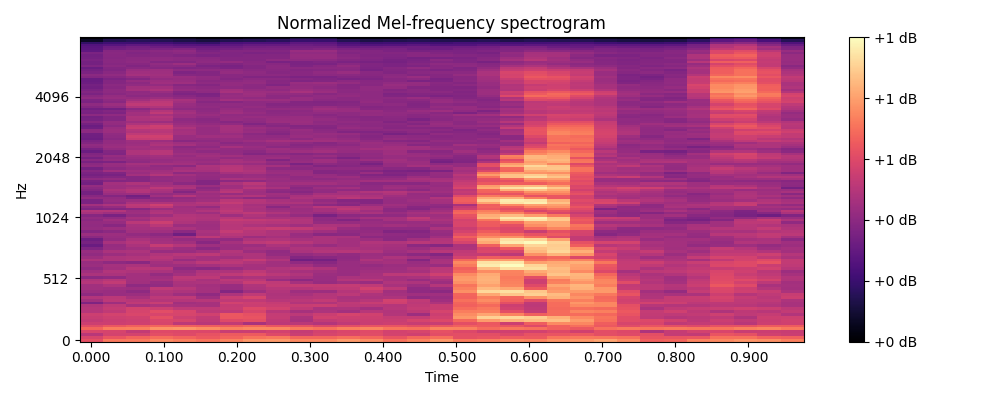 Normalized Mel-frequency spectrogram
+1 dB
4096
+1 dB
2048
+1 dB
Hz
1024
+0 dB
512
+0 dB
0
+0 dB
0.000 0.100 0.200 0.300 0.400 0.500 0.600 0.700 0.800 0.900
Time